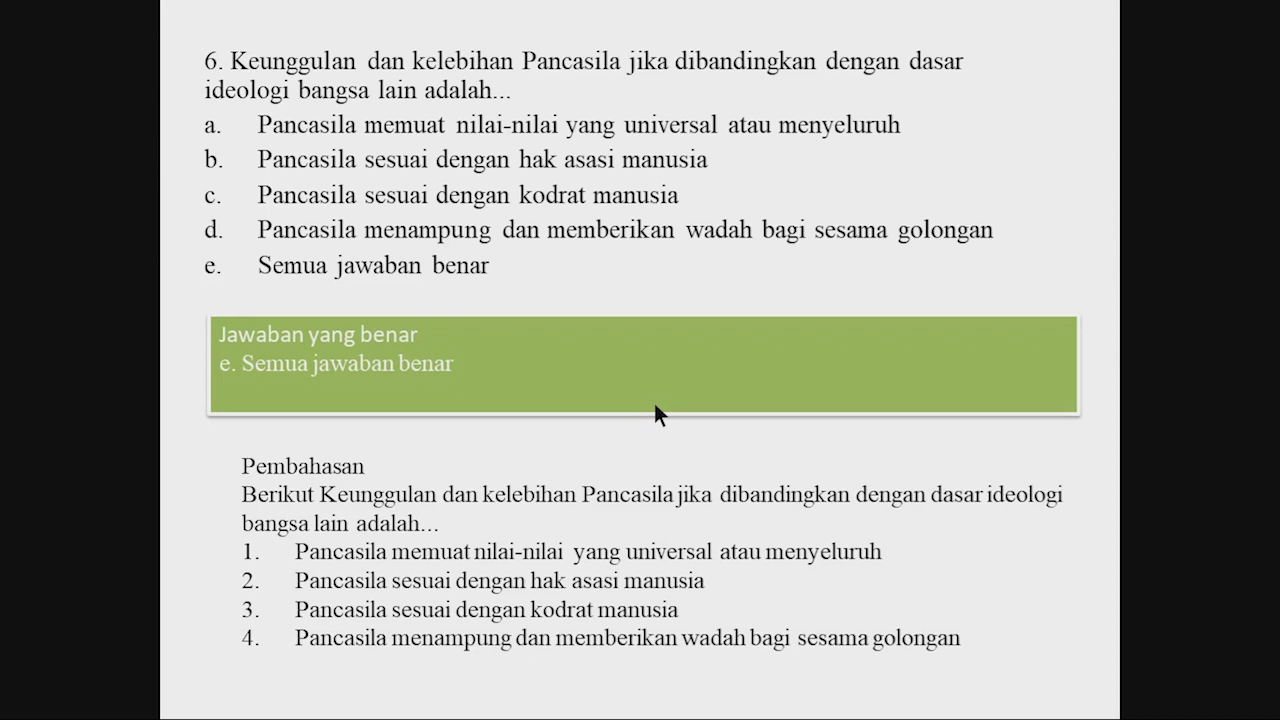 6. Keunggulan dan kelebihan Pancasila jika dibandingkan dengan dasar
ideologi bangsa lain adalah...
a. Pancasila memuat nilai-nilai yang universal atau menyeluruh
b. Pancasila sesuai dengan hak asasi manusia
c. Pancasila sesuai dengan kodrat manusia
d. Pancasila menampung dan memberikan wadah bagi sesama golongan
e. Semua jawaban benar
Jawaban yang benar
e. Semua jawaban benar
Pembahasan
Berikut Keunggulan dan kelebihan Pancasila jika dibandingkan dengan dasar ideologi
bangsa lain adalah...
1. Pancasila memuat nilai-nilai yang universal atau menyeluruh
2. Pancasila sesuai dengan hak asasi manusia
3. Pancasila sesuai dengan kodrat manusia
4. Pancasila menampung dan memberikan wadah bagi sesama golongan